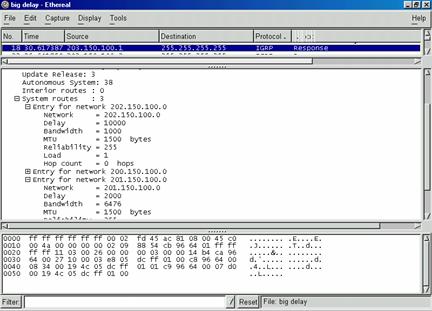 big delay - Ethereal
File Edit Capture Display Tools Help
No. Time Source Destination Protocol
18 30.617387 203.150.100.1 255.255.255.255 IGRP Response
Update Release: 3
Autonomous System: 38
Interior routes : 0
System routes : 3
Entry for network 202.150.100.0
Network = 202.150.100.0
Delay = 10000
Bandwidth = 1000
MTU = 1500 bytes
Reliability = 255
Load = 1
Hop count = 0 hops
Entry for network 200.150.100.0
Entry for network 201.150.100.0
Network = 201.150.100.0
Delay = 2000
Bandwidth = 6476
MTU = 1500 bytes
0000 ff ff ff ff ff ff 00 02 fd 45 ac 81 08 00 45 c0 ........ .E....E.
0010 00 4a 00 00 00 00 02 09 88 54 cb 96 64 01 ff ff .J...... .T..d...
0020 ff ff 11 03 00 26 00 00 00 03 00 00 14 b4 ca 96
0030 64 00 27 10 00 03 e8 05 dc ff 01 00 c8 96 64 00
0040 08 34 00 19 4c 05 dc ff 01 01 c9 96 64 00 07 d0 .4..L... ....d...
0050 00 19 4c 05 dc ff 01 00 ..L.....
Filter: Reset File: big delay